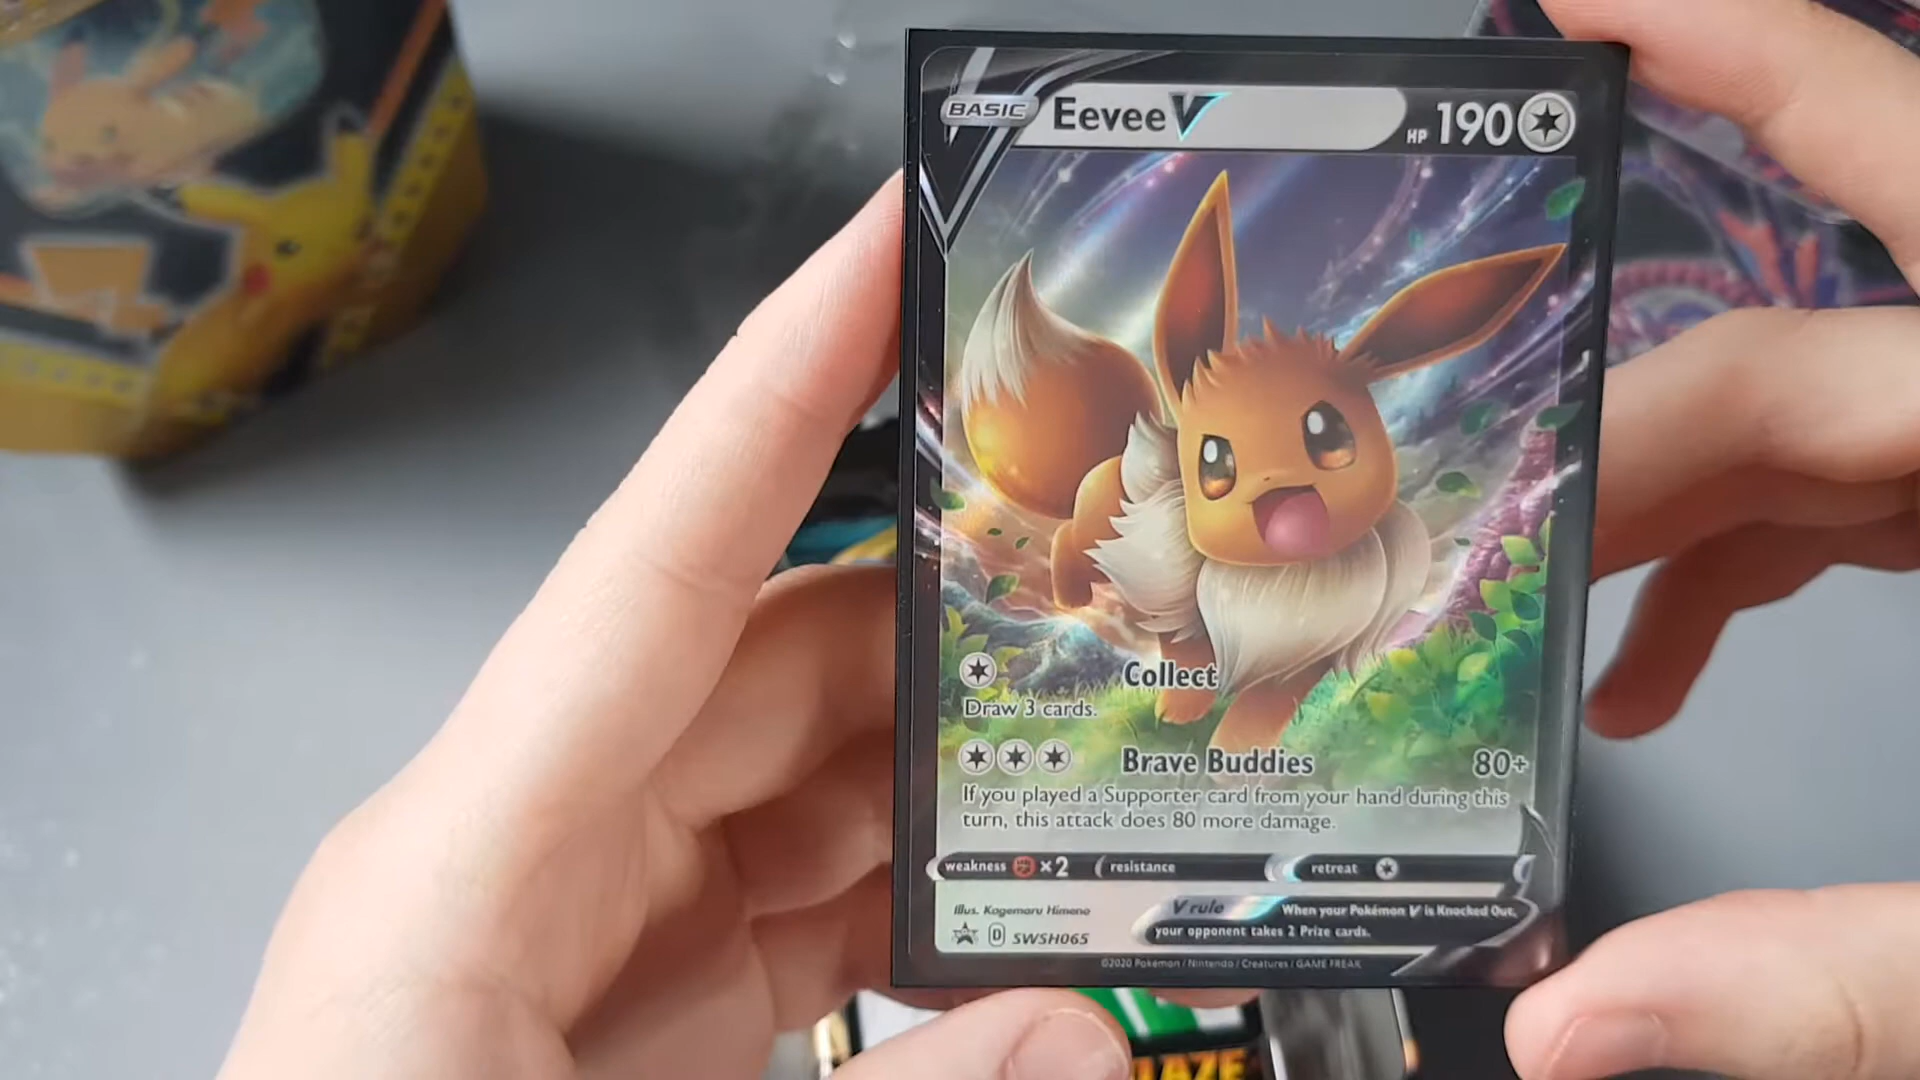 BASIC Eevee V HP 190
Collect
Draw 3 cards.
Brave Buddies 80+
If you played a Supporter card from your hand during this
turn, this attack does 80 more damage.
weakness ×2 resistance retreat
Illus. Kagemaru Himeno
V rule When your Pokémon V is Knocked Out,
your opponent takes 2 Prize cards.
D SWSH065
©2020 Pokémon / Nintendo / Creatures / GAME FREAK